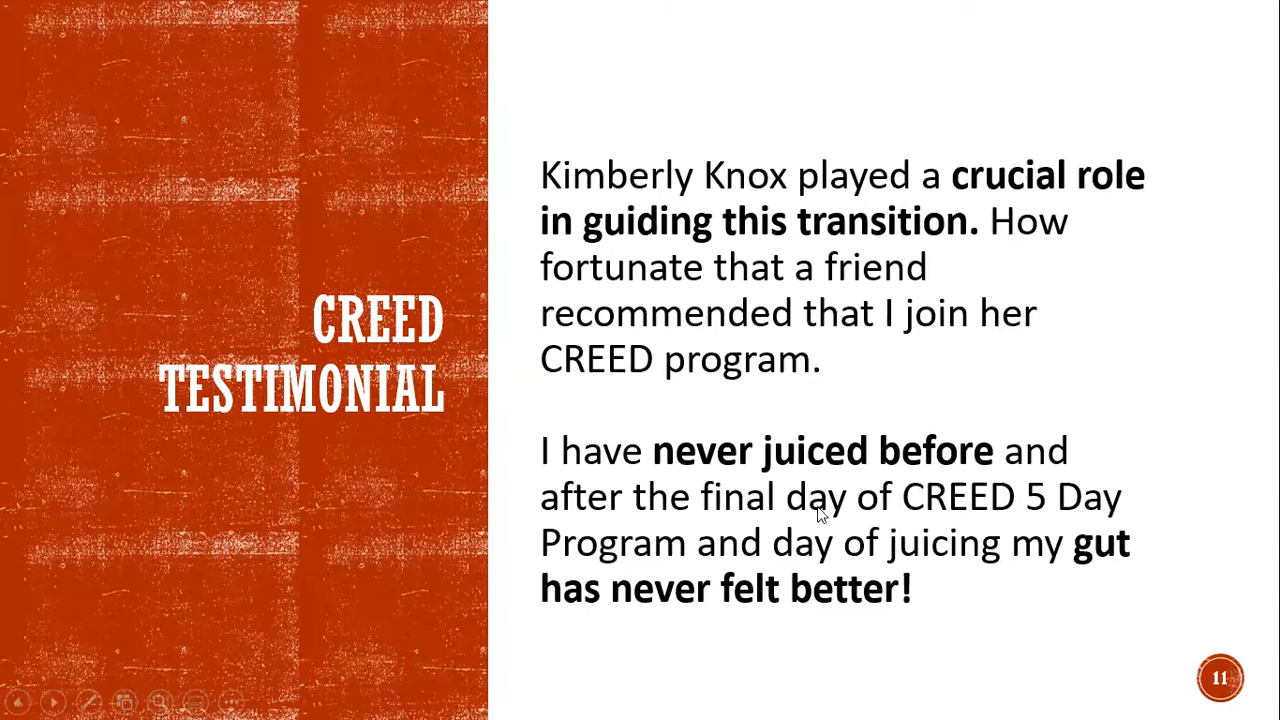 CREED
TESTIMONIAL
Kimberly Knox played a crucial role
in guiding this transition. How
fortunate that a friend
recommended that I join her
CREED program.
I have never juiced before and
after the final day of CREED 5 Day
Program and day of juicing my gut
has never felt better!
11